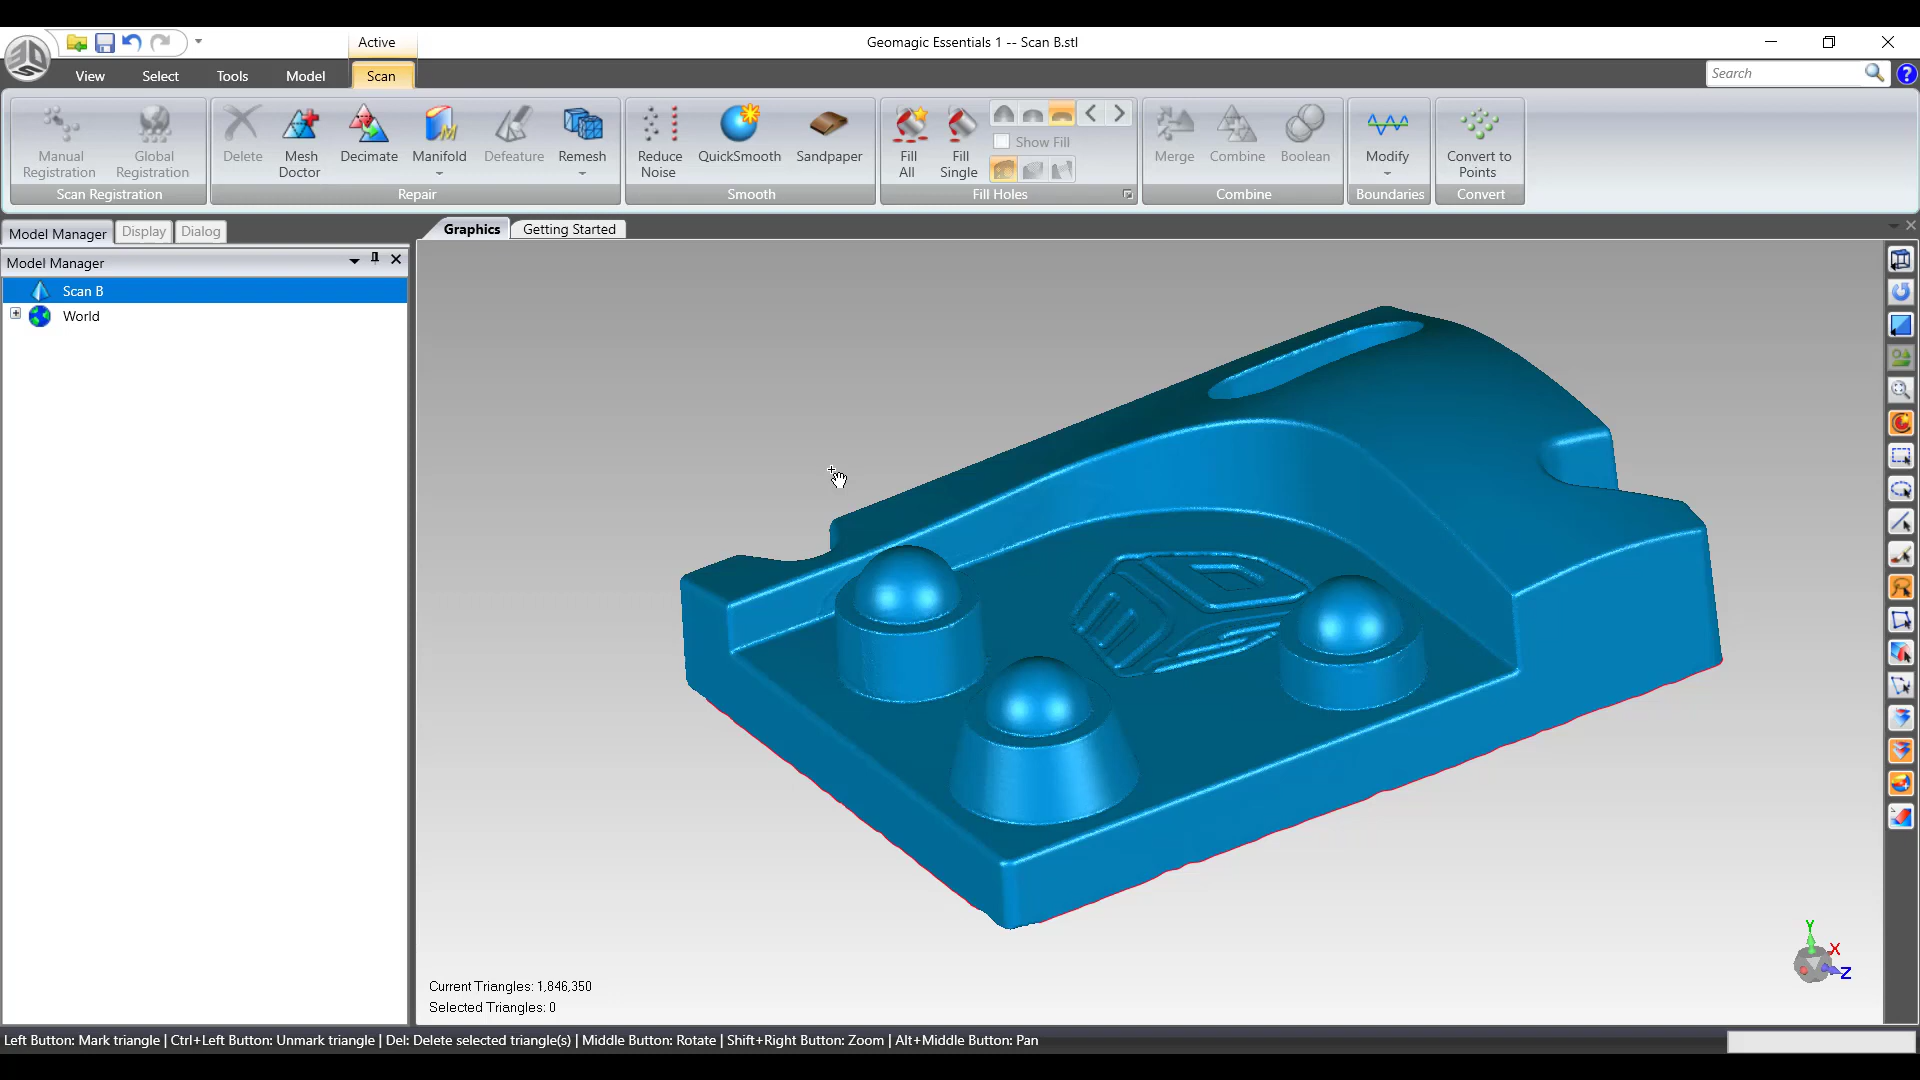 Active
Geomagic Essentials 1 -- Scan B.stl
View Select Tools Model Scan
Search
?
Manual Registration
Global Registration
Scan Registration
Delete
Mesh Doctor
Decimate
Manifold
Defeature
Remesh
Repair
Reduce Noise
QuickSmooth
Sandpaper
Smooth
Fill All
Fill Single
Show Fill
Fill Holes
Merge
Combine
Boolean
Combine
Modify
Boundaries
Convert to Points
Convert
Model Manager Display Dialog
Graphics Getting Started
Model Manager
Scan B
World
Y
X
Z
Current Triangles: 1,846,350
Selected Triangles: 0
Left Button: Mark triangle | Ctrl+Left Button: Unmark triangle | Del: Delete selected triangle(s) | Middle Button: Rotate | Shift+Right Button: Zoom | Alt+Middle Button: Pan